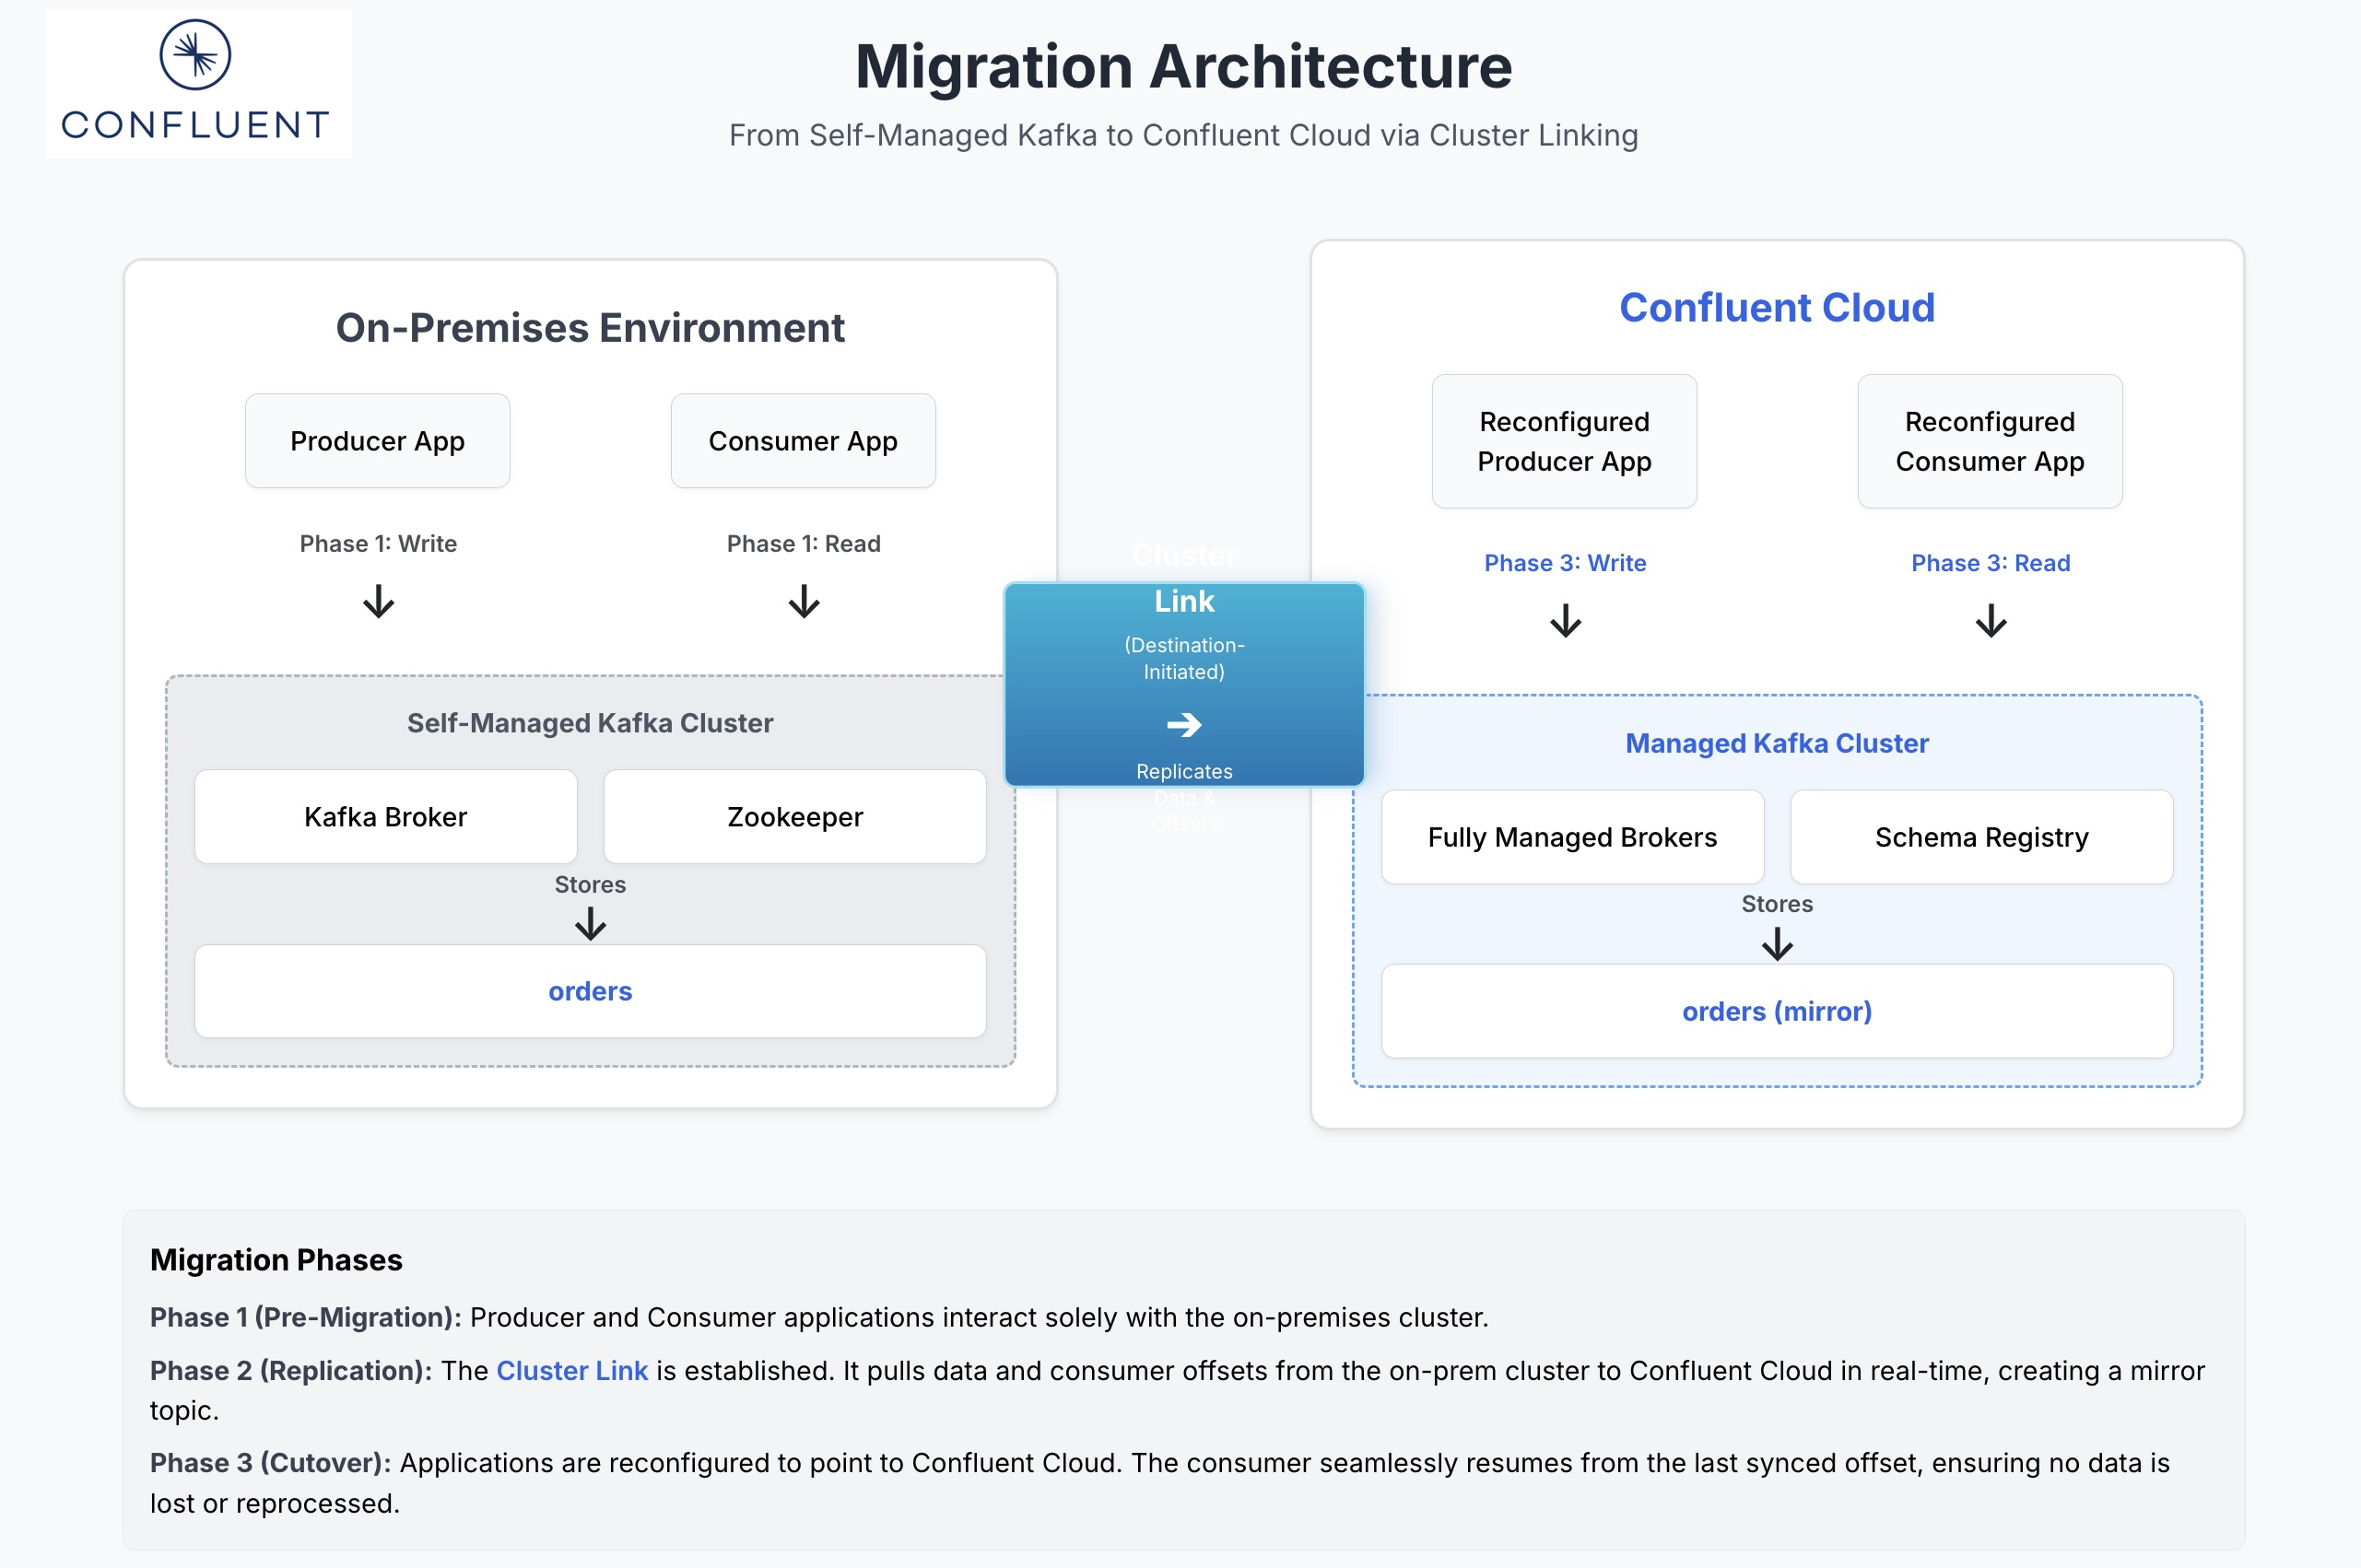 CONFLUENT
Migration Architecture
From Self-Managed Kafka to Confluent Cloud via Cluster Linking
On-Premises Environment
Producer App
Consumer App
Phase 1: Write
Phase 1: Read
↓
↓
Self-Managed Kafka Cluster
Kafka Broker
Zookeeper
Stores
↓
orders
Cluster
Link
(Destination-
Initiated)
➔
Replicates
Data &
Offsets
Confluent Cloud
Reconfigured
Producer App
Reconfigured
Consumer App
Phase 3: Write
Phase 3: Read
↓
↓
Managed Kafka Cluster
Fully Managed Brokers
Schema Registry
Stores
↓
orders (mirror)
Migration Phases
Phase 1 (Pre-Migration): Producer and Consumer applications interact solely with the on-premises cluster.
Phase 2 (Replication): The Cluster Link is established. It pulls data and consumer offsets from the on-prem cluster to Confluent Cloud in real-time, creating a mirror
topic.
Phase 3 (Cutover): Applications are reconfigured to point to Confluent Cloud. The consumer seamlessly resumes from the last synced offset, ensuring no data is
lost or reprocessed.